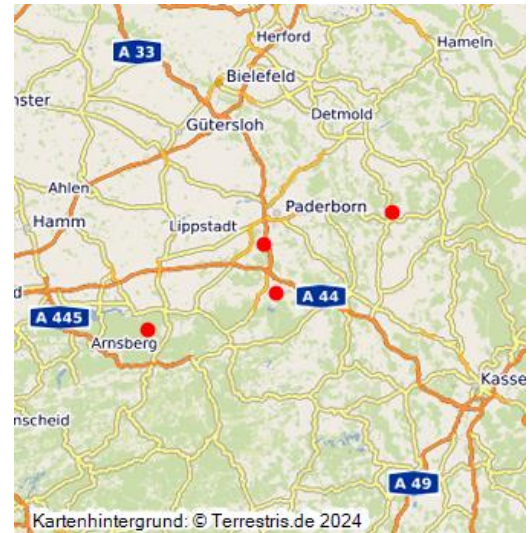 Herford
Hameln
A 33
Bielefeld
nster
Detmold
Gütersloh
Ahlen
Paderborn
Hamm
Lippstadt
d
A 44
A 445
Arnsberg
Kasse
nscheid
A 49
Kartenhintergrund: © Terrestris.de 2024